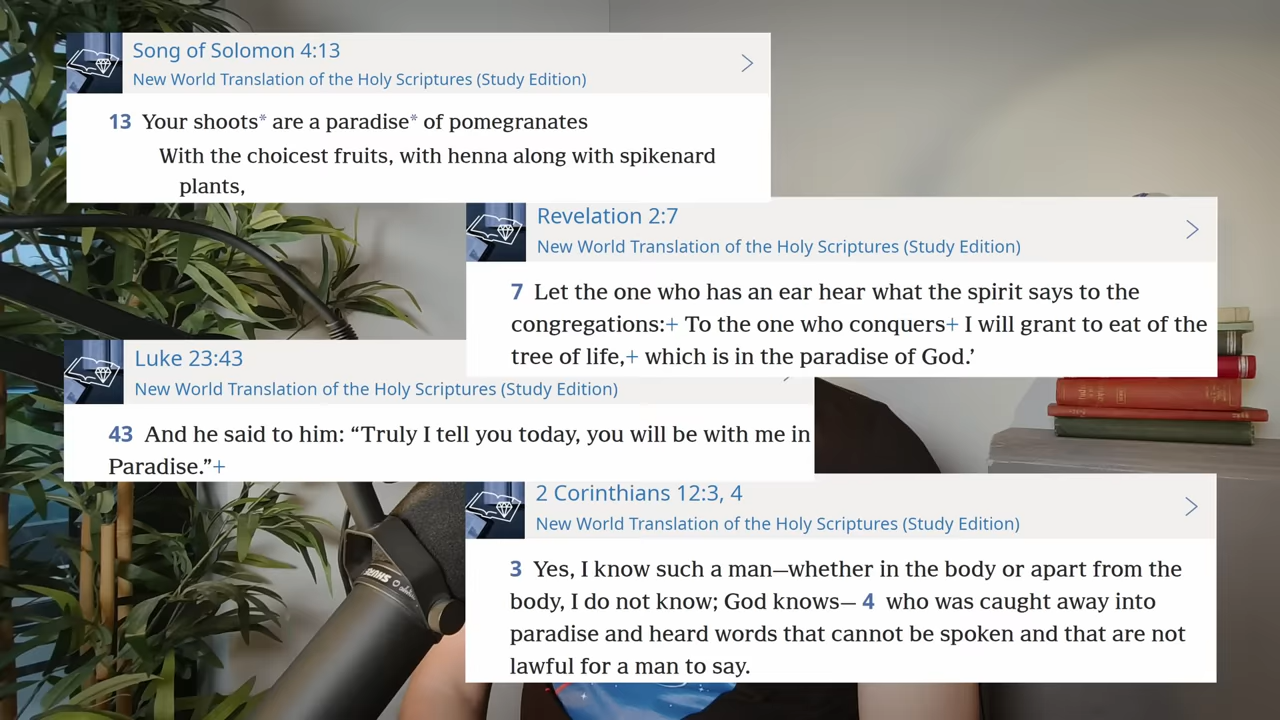 Song of Solomon 4:13
New World Translation of the Holy Scriptures (Study Edition)
13 Your shoots* are a paradise* of pomegranates
With the choicest fruits, with henna along with spikenard
plants,
Revelation 2:7
New World Translation of the Holy Scriptures (Study Edition)
7 Let the one who has an ear hear what the spirit says to the
congregations:+ To the one who conquers+ I will grant to eat of the
tree of life,+ which is in the paradise of God.’
Luke 23:43
New World Translation of the Holy Scriptures (Study Edition)
43 And he said to him: “Truly I tell you today, you will be with me in
Paradise.”+
2 Corinthians 12:3, 4
New World Translation of the Holy Scriptures (Study Edition)
3 Yes, I know such a man—whether in the body or apart from the
body, I do not know; God knows— 4 who was caught away into
paradise and heard words that cannot be spoken and that are not
lawful for a man to say.
SHURE